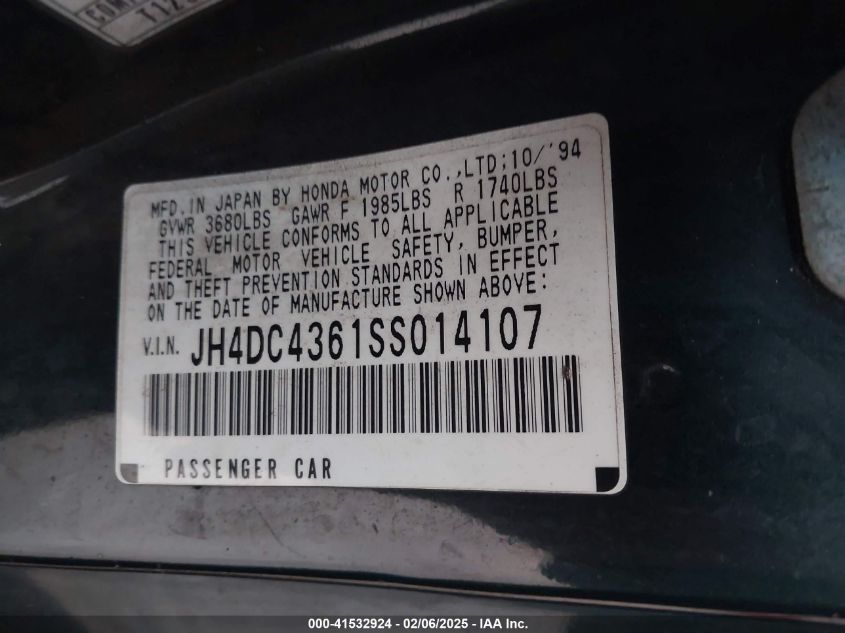 COM
T12
MFD. IN JAPAN BY HONDA MOTOR CO.,LTD;10/'94
GVWR 3680LBS GAWR F 1985LBS R 1740LBS
THIS VEHICLE CONFORMS TO ALL APPLICABLE
FEDERAL MOTOR VEHICLE SAFETY, BUMPER,
AND THEFT PREVENTION STANDARDS IN EFFECT
ON THE DATE OF MANUFACTURE SHOWN ABOVE:
V.I.N. JH4DC4361SS014107
PASSENGER CAR
000-41532924 - 02/06/2025 - IAA Inc.